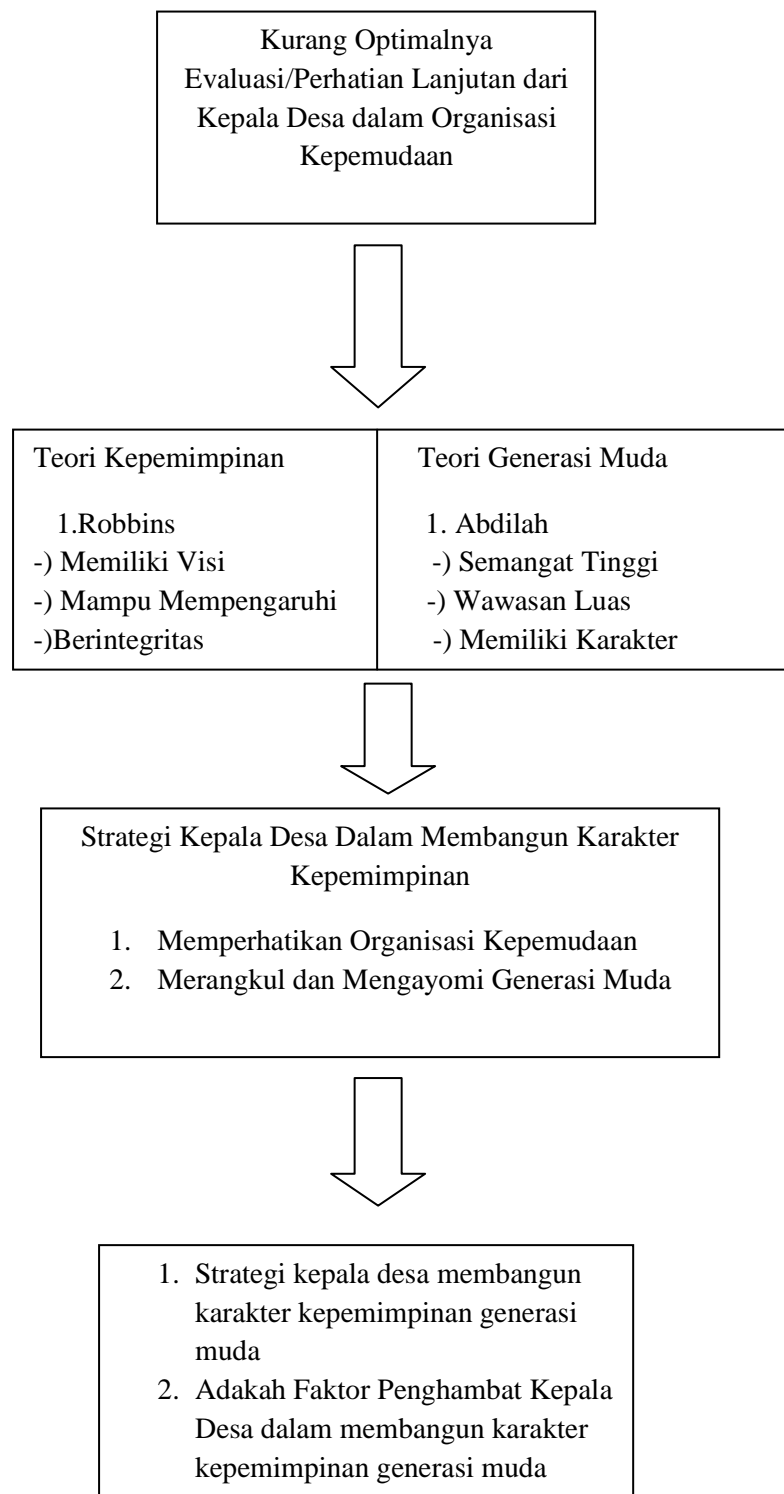 Kurang Optimalnya
Evaluasi/Perhatian Lanjutan dari
Kepala Desa dalam Organisasi
Kepemudaan
Teori Kepemimpinan
1.Robbins
-) Memiliki Visi
-) Mampu Mempengaruhi
-)Berintegritas
Teori Generasi Muda
1. Abdilah
-) Semangat Tinggi
-) Wawasan Luas
-) Memiliki Karakter
Strategi Kepala Desa Dalam Membangun Karakter
Kepemimpinan
1. Memperhatikan Organisasi Kepemudaan
2. Merangkul dan Mengayomi Generasi Muda
1. Strategi kepala desa membangun
karakter kepemimpinan generasi
muda
2. Adakah Faktor Penghambat Kepala
Desa dalam membangun karakter
kepemimpinan generasi muda